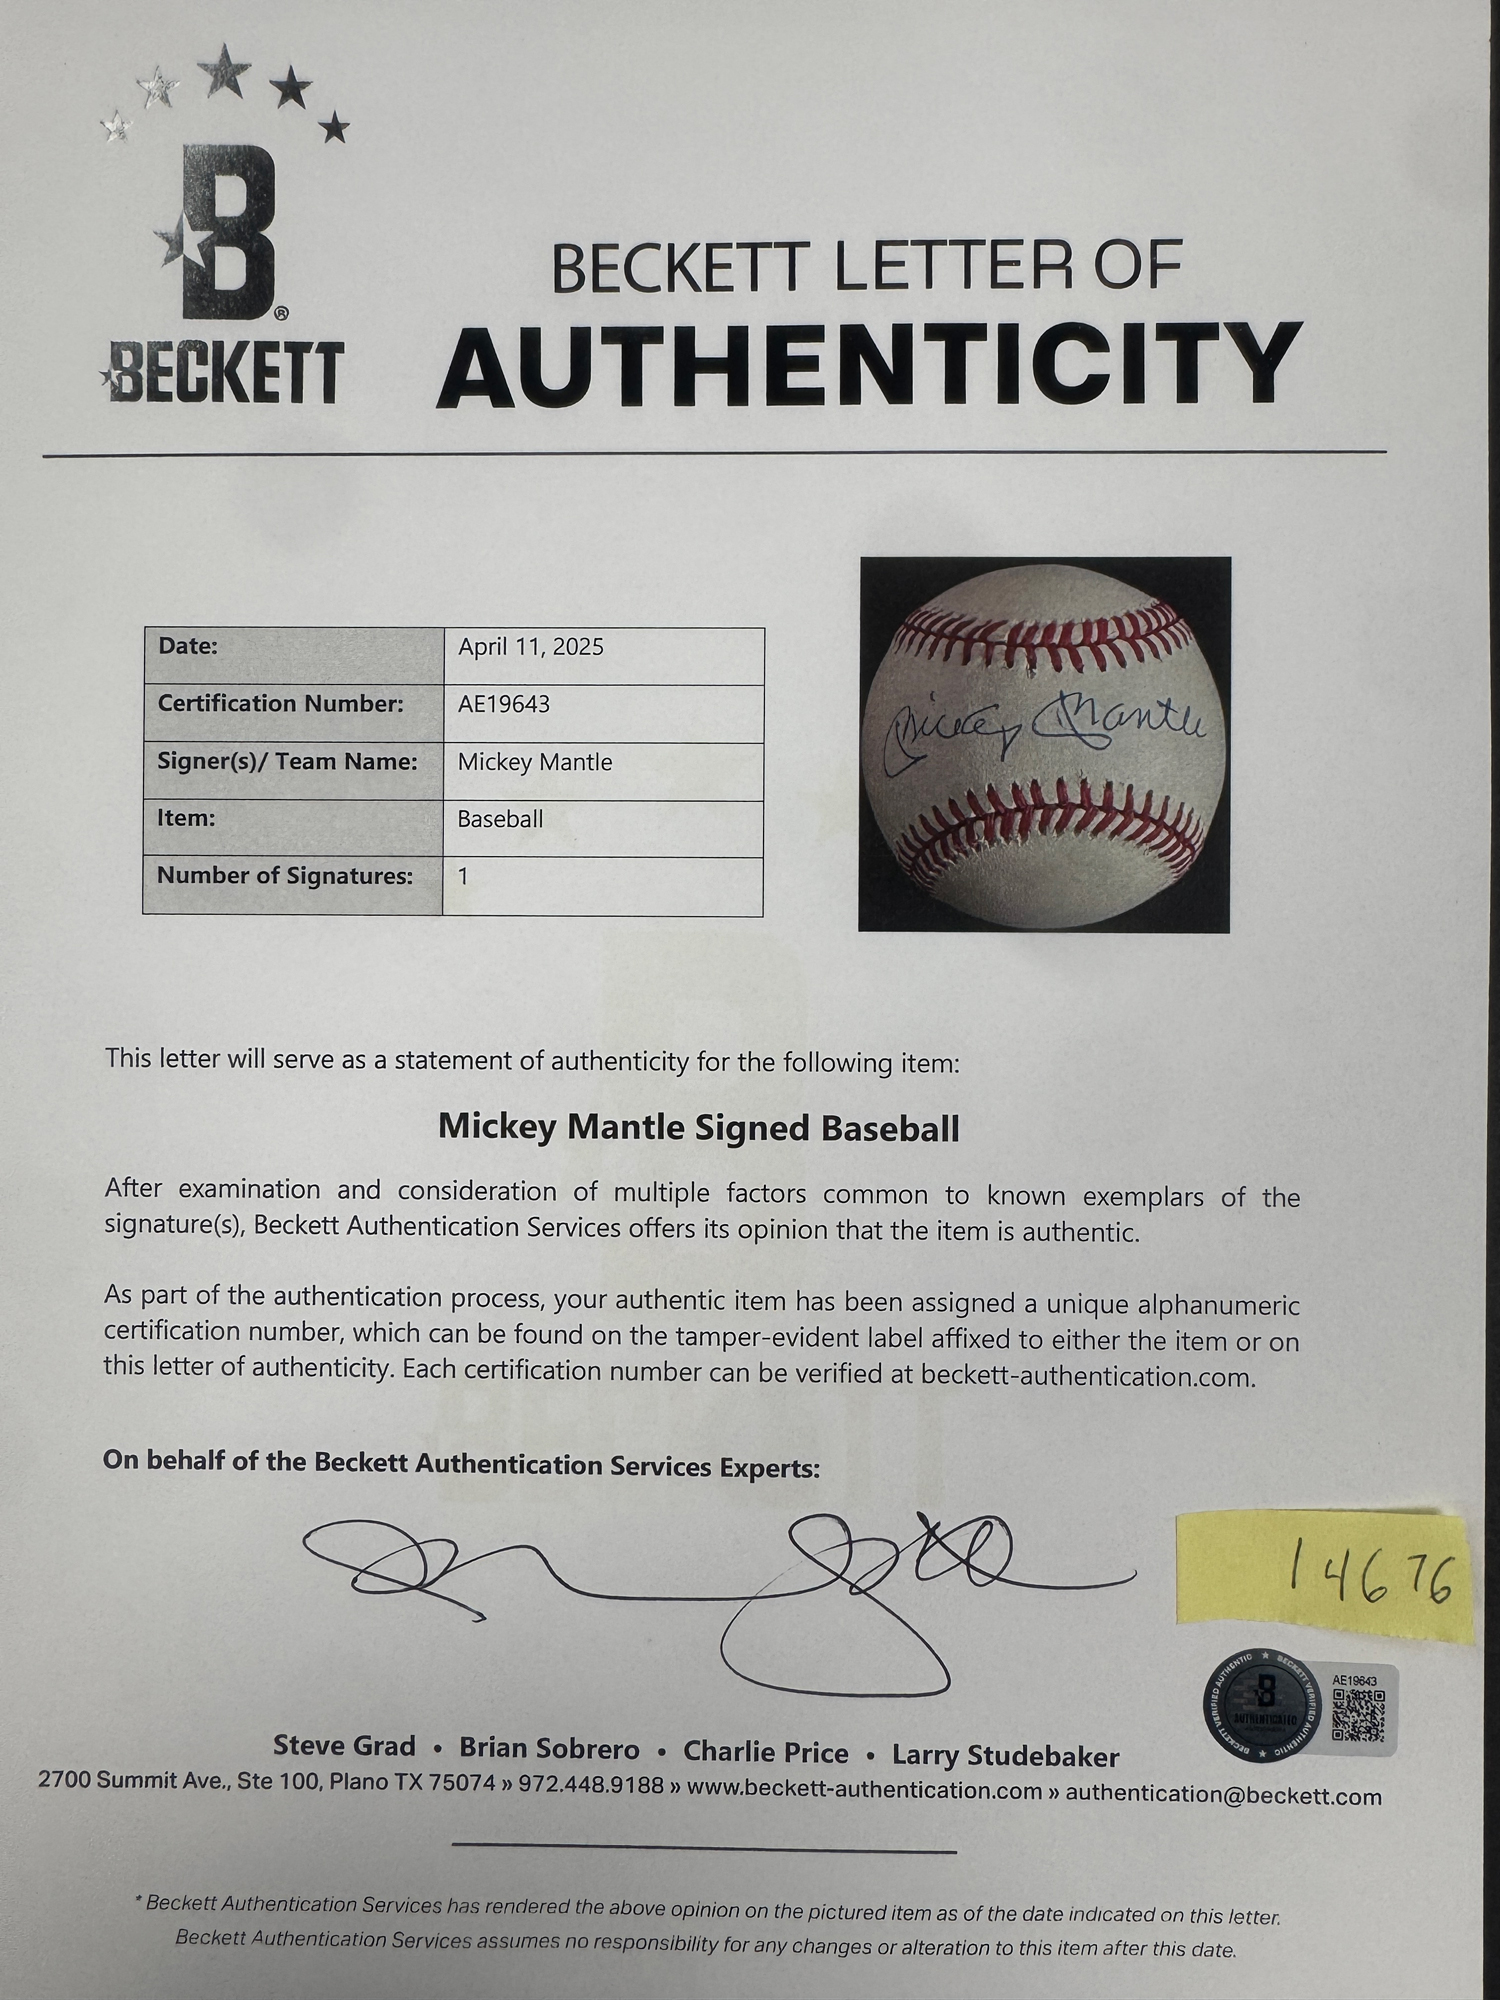 B®
BECKETT
BECKETT LETTER OF
AUTHENTICITY
Date: April 11, 2025
Certification Number: AE19643
Signer(s)/ Team Name: Mickey Mantle
Item: Baseball
Number of Signatures: 1
Mickey Mantle
This letter will serve as a statement of authenticity for the following item:
Mickey Mantle Signed Baseball
After examination and consideration of multiple factors common to known exemplars of the
signature(s), Beckett Authentication Services offers its opinion that the item is authentic.
As part of the authentication process, your authentic item has been assigned a unique alphanumeric
certification number, which can be found on the tamper-evident label affixed to either the item or on
this letter of authenticity. Each certification number can be verified at beckett-authentication.com.
On behalf of the Beckett Authentication Services Experts:
14676
BECKETT VERIFIED AUTHENTIC ★ BECKETT VERIFIED AUTHENTIC ★
B
AUTHENTICATED
AE19643
Steve Grad • Brian Sobrero • Charlie Price • Larry Studebaker
2700 Summit Ave., Ste 100, Plano TX 75074 » 972.448.9188 » www.beckett-authentication.com » authentication@beckett.com
* Beckett Authentication Services has rendered the above opinion on the pictured item as of the date indicated on this letter.
Beckett Authentication Services assumes no responsibility for any changes or alteration to this item after this date.